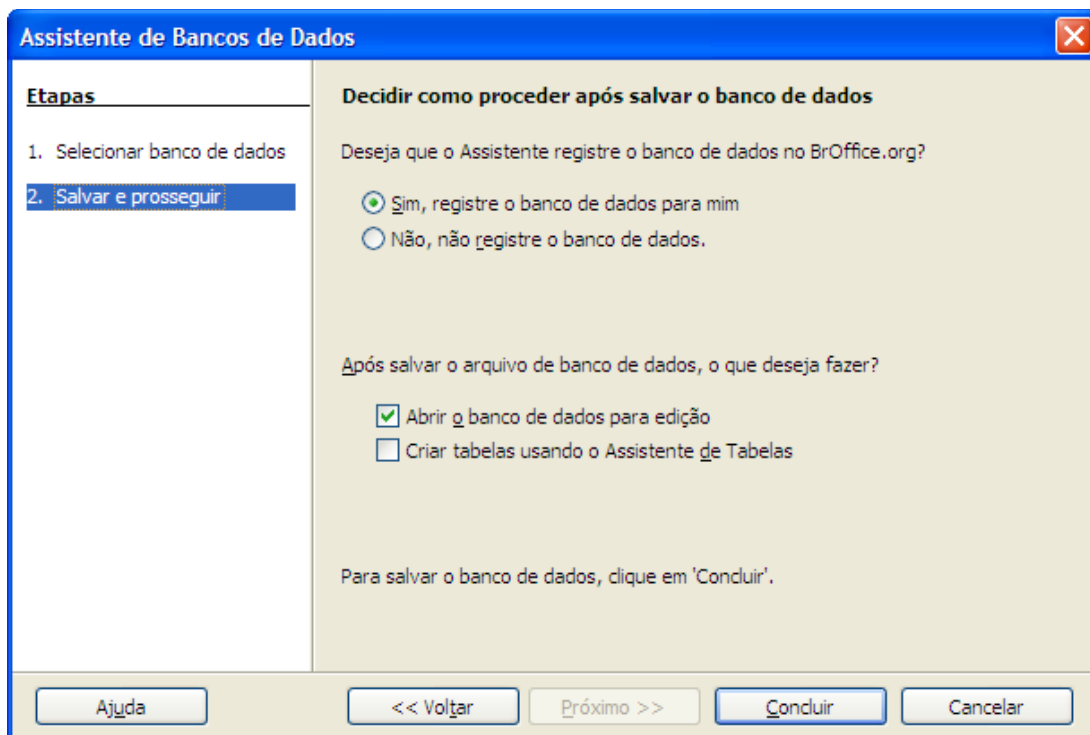 Assistente de Bancos de Dados
Etapas
1. Selecionar banco de dados
2. Salvar e prosseguir
Decidir como proceder após salvar o banco de dados
Deseja que o Assistente registre o banco de dados no BrOffice.org?
Sim, registre o banco de dados para mim
Não, não registre o banco de dados.
Após salvar o arquivo de banco de dados, o que deseja fazer?
Abrir o banco de dados para edição
Criar tabelas usando o Assistente de Tabelas
Para salvar o banco de dados, clique em 'Concluir'.
Ajuda
<< Voltar
Próximo >>
Concluir
Cancelar